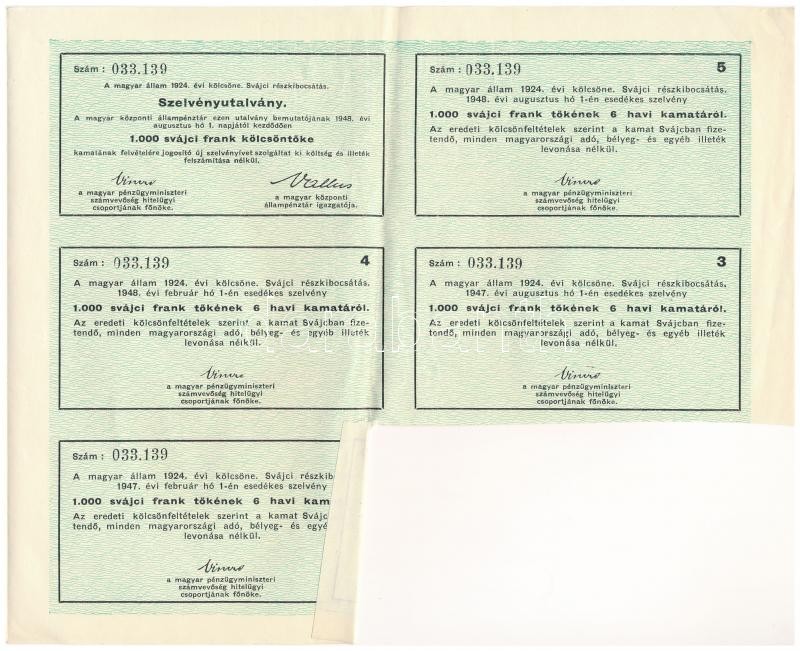 Szám : 033.139
A magyar állam 1924. évi kölcsöne. Svájci részkibocsátás.
Szelvényutalvány.
A magyar központi állampénztár ezen utalvány bemutatójának 1948. évi
augusztus hó 1. napjától kezdődően
1.000 svájci frank kölcsöntőke
kamatának felvételére jogosító új szelvényívet szolgáltat ki költség és illeték
felszámítása nélkül.
a magyar pénzügyminiszteri
számvevőség hitelügyi
csoportjának főnöke.
a magyar központi
állampénztár igazgatója.
Szám : 033.139 5
A magyar állam 1924. évi kölcsöne. Svájci részkibocsátás.
1948. évi augusztus hó 1-én esedékes szelvény
1.000 svájci frank tőkének 6 havi kamatáról.
Az eredeti kölcsönfeltételek szerint a kamat Svájcban fize-
tendő, minden magyarországi adó, bélyeg- és egyéb illeték
levonása nélkül.
a magyar pénzügyminiszteri
számvevőség hitelügyi
csoportjának főnöke.
Szám : 033.139 4
A magyar állam 1924. évi kölcsöne. Svájci részkibocsátás.
1948. évi február hó 1-én esedékes szelvény
1.000 svájci frank tőkének 6 havi kamatáról.
Az eredeti kölcsönfeltételek szerint a kamat Svájcban fize-
tendő, minden magyarországi adó, bélyeg- és egyéb illeték
levonása nélkül.
a magyar pénzügyminiszteri
számvevőség hitelügyi
csoportjának főnöke.
Szám : 033.139 3
A magyar állam 1924. évi kölcsöne. Svájci részkibocsátás.
1947. évi augusztus hó 1-én esedékes szelvény
1.000 svájci frank tőkének 6 havi kamatáról.
Az eredeti kölcsönfeltételek szerint a kamat Svájcban fize-
tendő, minden magyarországi adó, bélyeg- és egyéb illeték
levonása nélkül.
a magyar pénzügyminiszteri
számvevőség hitelügyi
csoportjának főnöke.
Szám : 033.139
A magyar állam 1924. évi kölcsöne. Svájci rész
1947. évi február hó 1-én esedékes szelvény
1.000 svájci frank tőkének 6 havi kama
Az eredeti kölcsönfeltételek szerint a kamat Svájc
tendő, minden magyarországi adó, bélyeg- és egyéb
levonása nélkül.
a magyar pénzügyminiszteri
számvevőség hitelügyi
csoportjának főnöke.